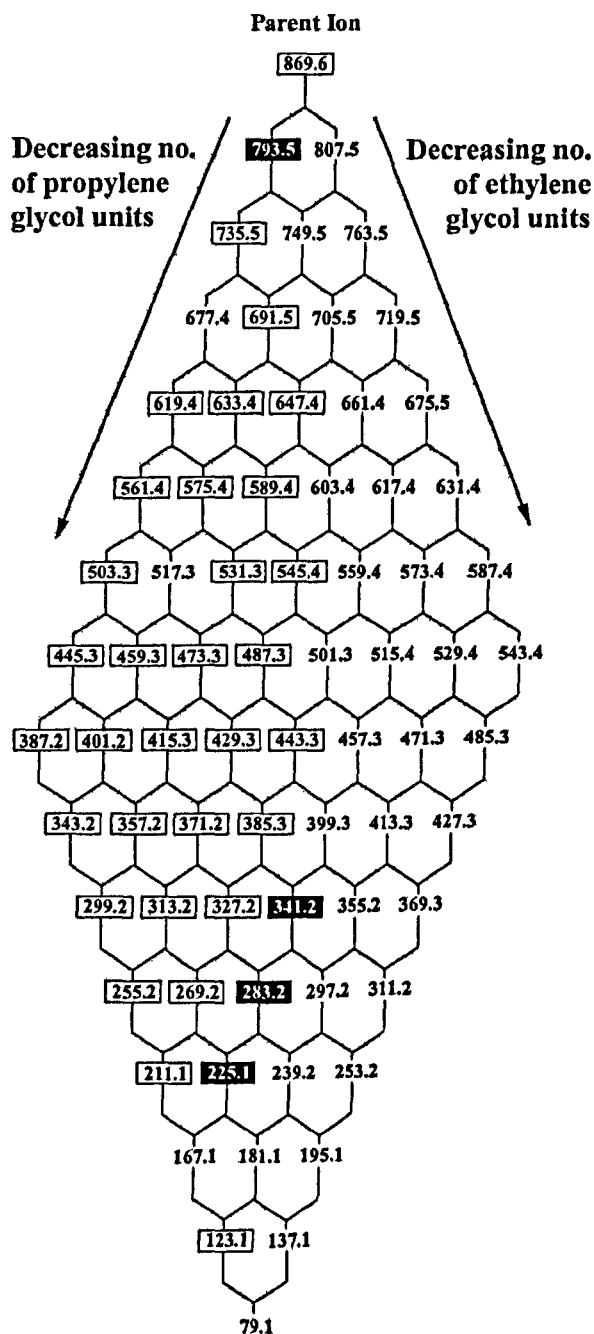 Parent Ion
869.6
Decreasing no.
of propylene
glycol units
Decreasing no.
of ethylene
glycol units
793.5 807.5
735.5 749.5 763.5
677.4 691.5 705.5 719.5
619.4 633.4 647.4 661.4 675.5
561.4 575.4 589.4 603.4 617.4 631.4
503.3 517.3 531.3 545.4 559.4 573.4 587.4
445.3 459.3 473.3 487.3 501.3 515.4 529.4 543.4
387.2 401.2 415.3 429.3 443.3 457.3 471.3 485.3
343.2 357.2 371.2 385.3 399.3 413.3 427.3
299.2 313.2 327.2 341.2 355.2 369.3
255.2 269.2 283.2 297.2 311.2
211.1 225.1 239.2 253.2
167.1 181.1 195.1
123.1 137.1
79.1